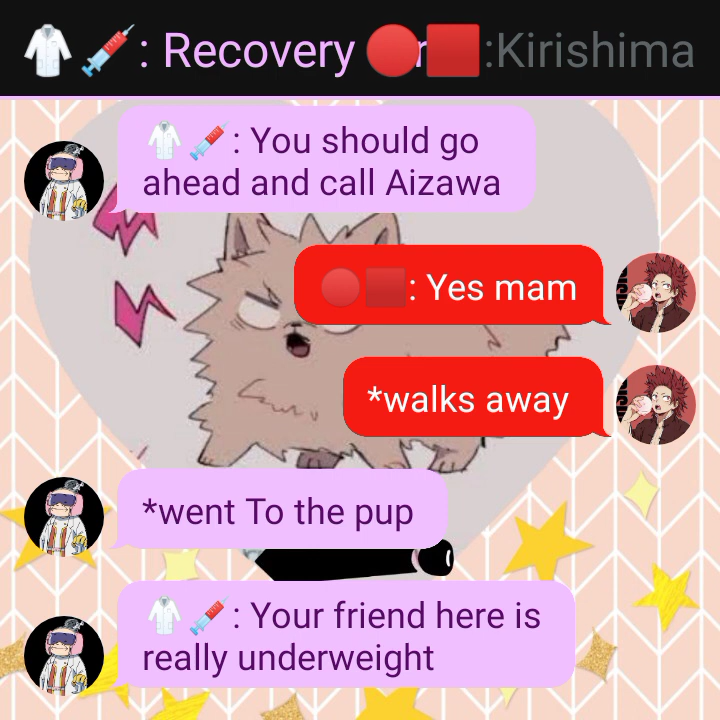 🥼💉: Recovery 🔴🟥:Kirishima
🥼💉: You should go
ahead and call Aizawa
🔴🟥: Yes mam
*walks away
*went To the pup
🥼💉: Your friend here is
really underweight